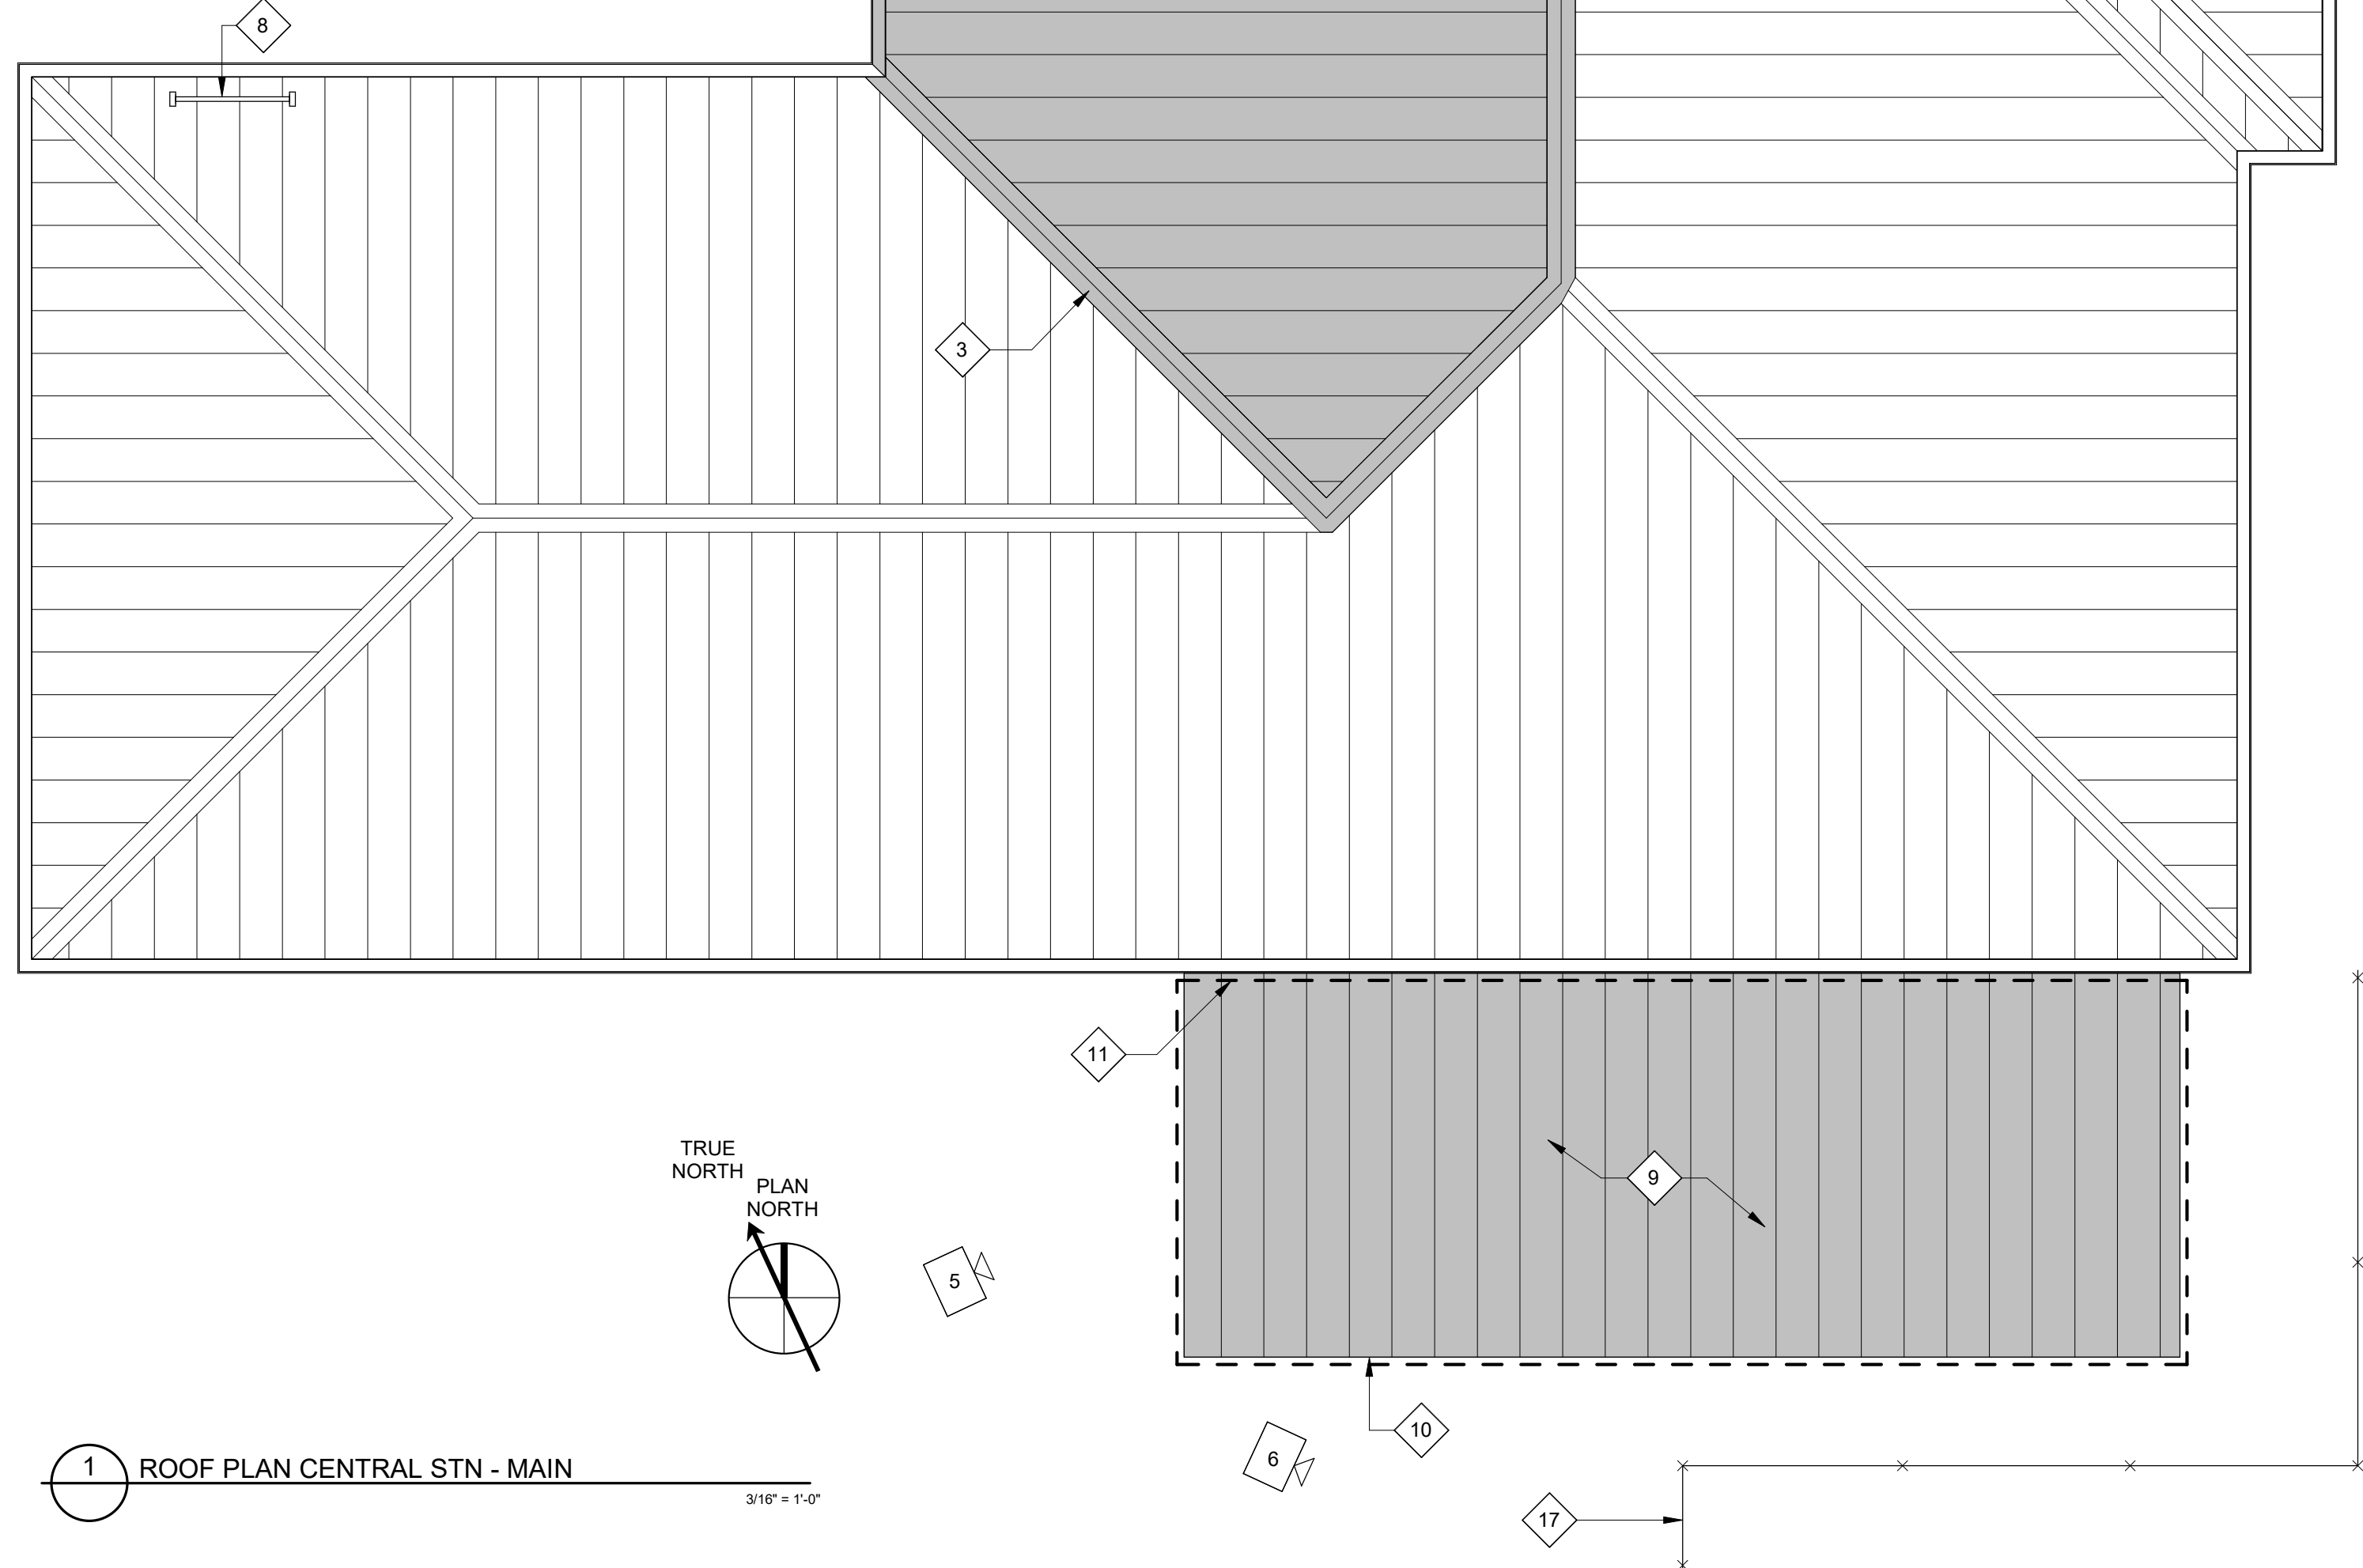 8
3
11
9
TRUE
NORTH
PLAN
NORTH
5
10
6
1
ROOF PLAN CENTRAL STN - MAIN
3/16" = 1'-0"
17